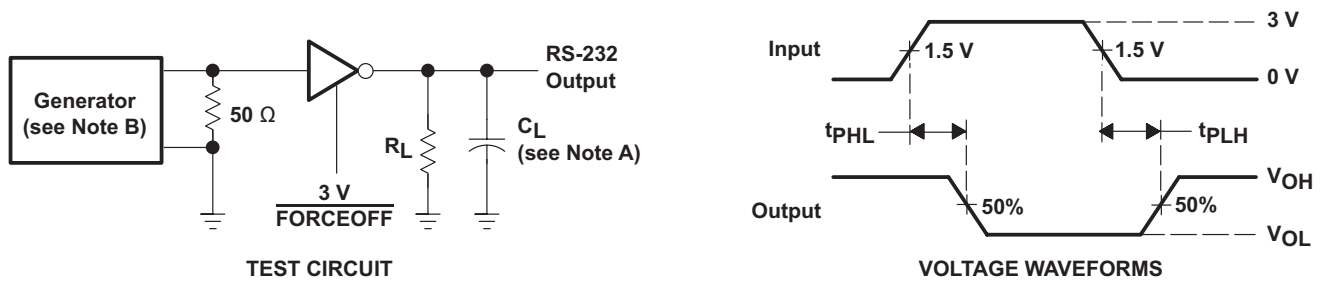 Generator
(see Note B)
50 Ω
3 V
FORCEOFF
RL
CL
(see Note A)
RS-232
Output
TEST CIRCUIT
Input
1.5 V
1.5 V
3 V
0 V
tPHL
tPLH
Output
50%
50%
VOH
VOL
VOLTAGE WAVEFORMS